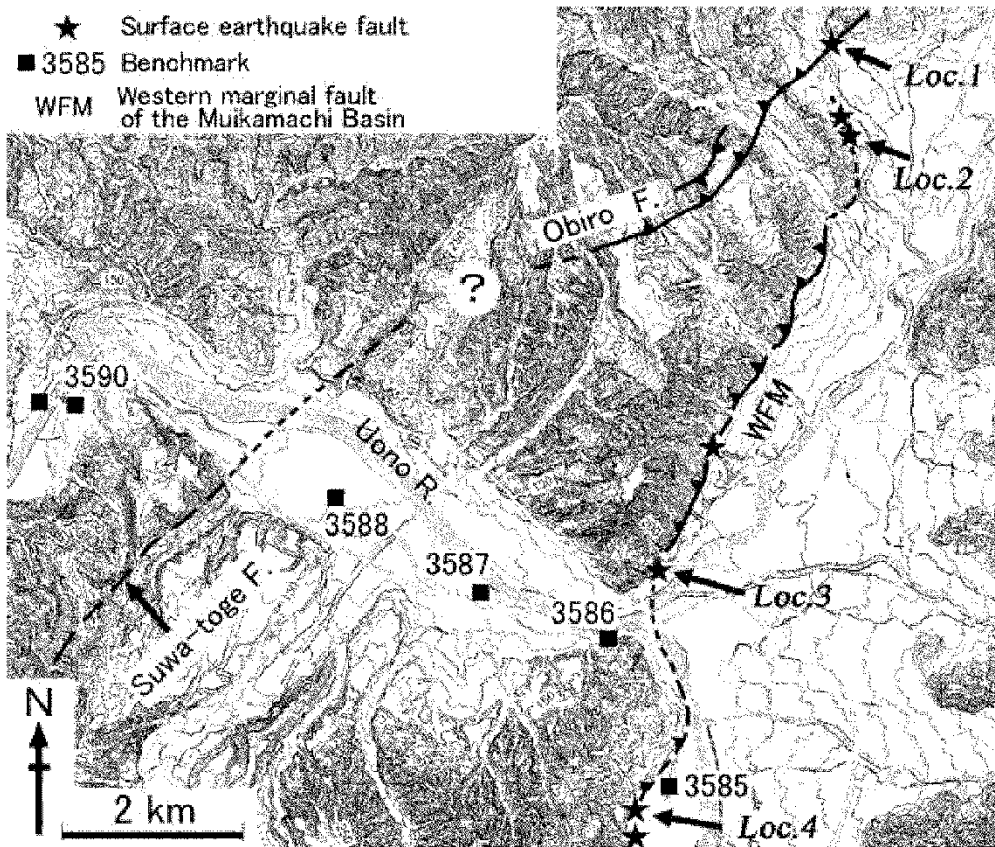 Surface earthquake fault
3585 Benchmark
WFM Western marginal fault
of the Muikamachi Basin
Loc.1
Loc.2
Obiro F.
?
3590
WFM
Uono R.
3588
3587
Loc.3
3586
Suwa-toge F.
N
3585
2 km
Loc.4